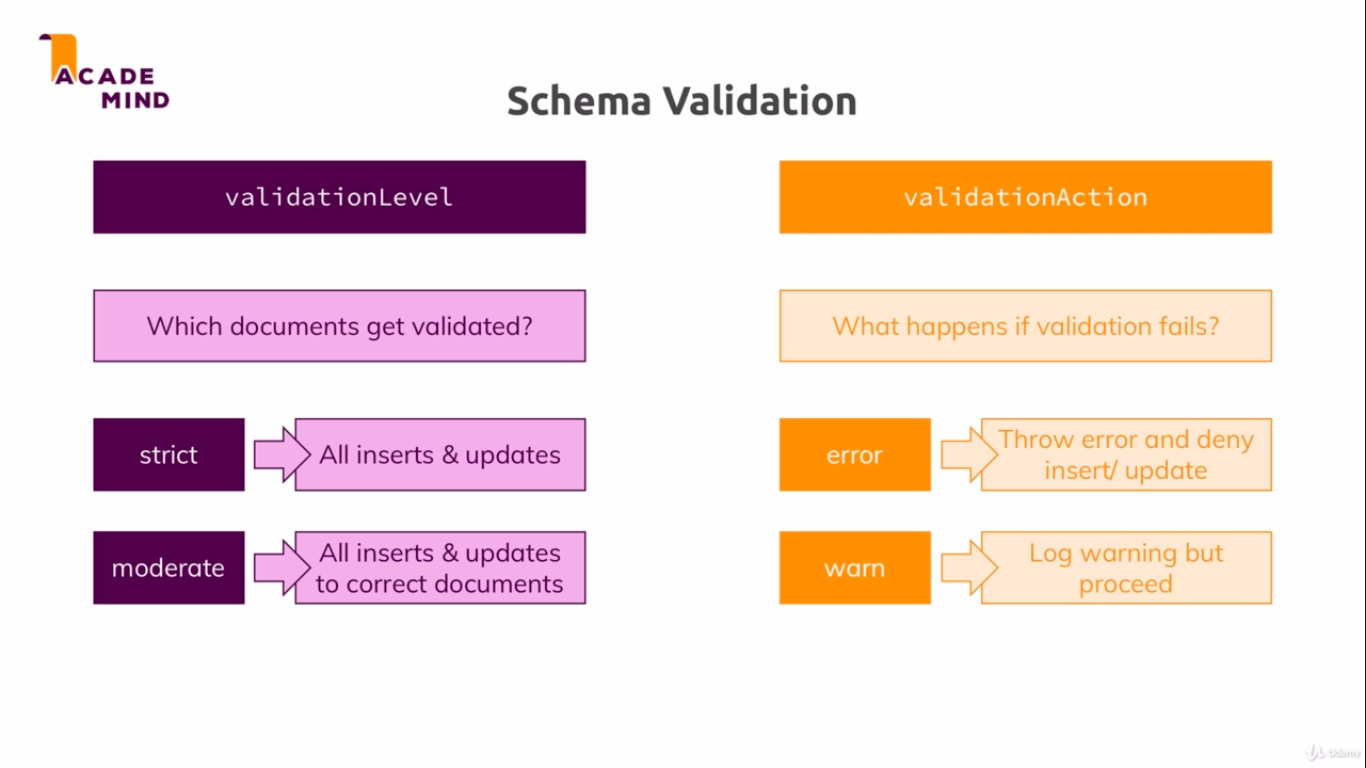 ACADE
MIND
Schema Validation
validationLevel
Which documents get validated?
strict
All inserts & updates
moderate
All inserts & updates
to correct documents
validationAction
What happens if validation fails?
error
Throw error and deny
insert/ update
warn
Log warning but
proceed
Udemy